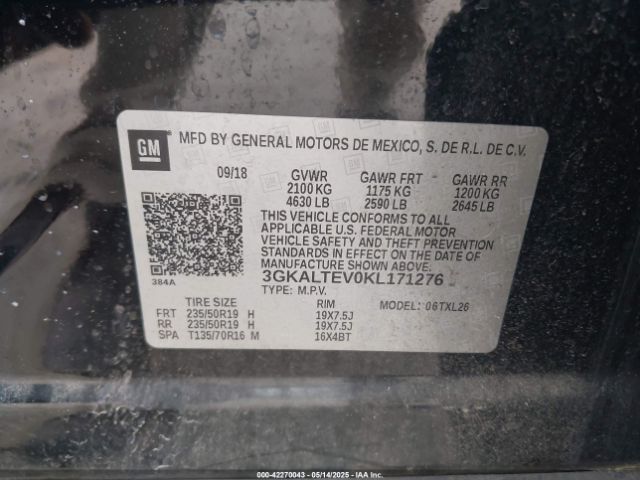 GM
MFD BY GENERAL MOTORS DE MEXICO, S. DE R.L. DE C.V.
09/18 GVWR GAWR FRT GAWR RR
2100 KG 1175 KG 1200 KG
4630 LB 2590 LB 2645 LB
THIS VEHICLE CONFORMS TO ALL
APPLICABLE U.S. FEDERAL MOTOR
VEHICLE SAFETY AND THEFT PREVENTION
STANDARDS IN EFFECT ON THE DATE OF
MANUFACTURE SHOWN ABOVE.
3GKALTEV0KL171276
384A
TYPE: M.P.V. MODEL: 06TXL26
TIRE SIZE RIM
FRT 235/50R19 H 19X7.5J
RR 235/50R19 H 19X7.5J
SPA T135/70R16 M 16X4BT
000-42270043 - 05/14/2025 - IAAI.COM